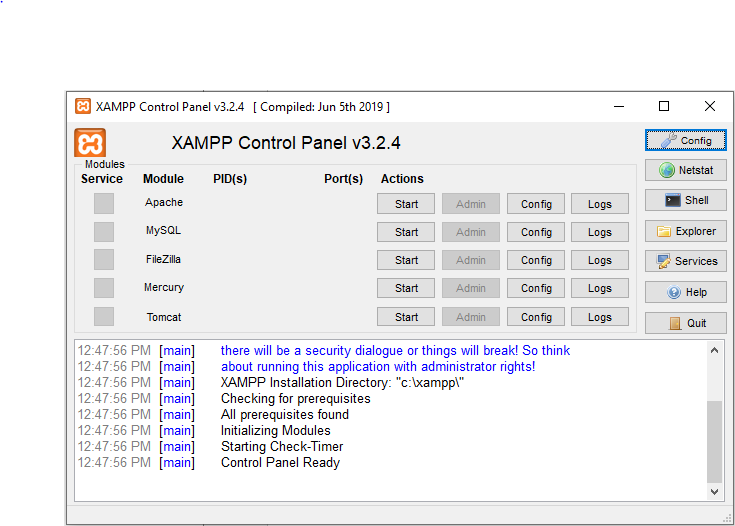 XAMPP Control Panel v3.2.4 [ Compiled: Jun 5th 2019 ]
XAMPP Control Panel v3.2.4
Config
Modules
Service Module PID(s) Port(s) Actions
Netstat
Apache Start Admin Config Logs
Shell
MySQL Start Admin Config Logs
Explorer
FileZilla Start Admin Config Logs
Services
Mercury Start Admin Config Logs
Help
Tomcat Start Admin Config Logs
Quit
12:47:56 PM [main] there will be a security dialogue or things will break! So think
12:47:56 PM [main] about running this application with administrator rights!
12:47:56 PM [main] XAMPP Installation Directory: "c:\xampp\"
12:47:56 PM [main] Checking for prerequisites
12:47:56 PM [main] All prerequisites found
12:47:56 PM [main] Initializing Modules
12:47:56 PM [main] Starting Check-Timer
12:47:56 PM [main] Control Panel Ready